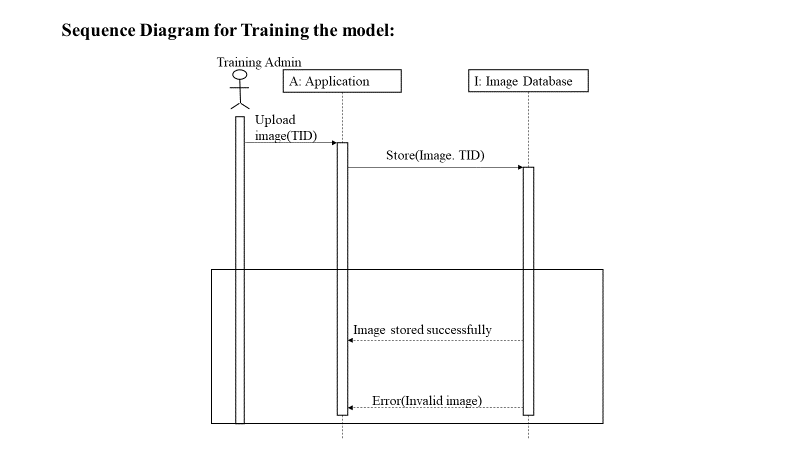 Sequence Diagram for Training the model:
Training Admin
A: Application
I: Image Database
Upload
image(TID)
Store(Image. TID)
Image stored successfully
Error(Invalid image)